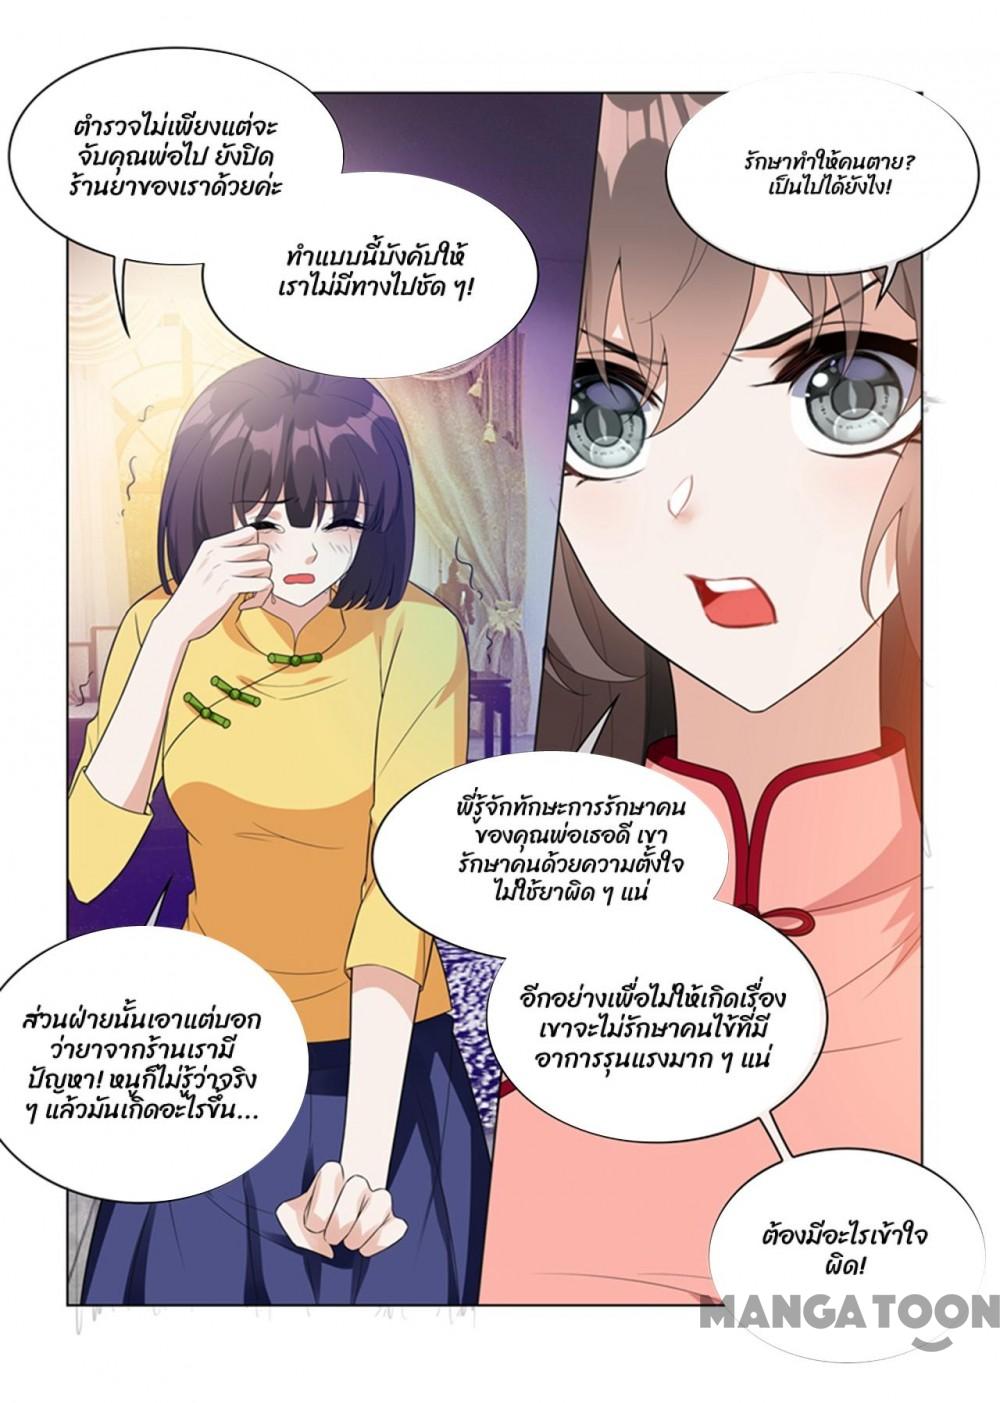 ตำรวจไม่เพียงแต่จะ
จับคุณพ่อไป ยังปิด
ร้านยาของเราด้วยค่ะ
ทำแบบนี้บังคับให้
เราไม่มีทางไปชัด ๆ!
รักษาทำให้คนตาย?
เป็นไปได้ยังไง!
พี่รู้จักทักษะการรักษาคน
ของคุณพ่อเธอดี เขา
รักษาคนด้วยความตั้งใจ
ไม่ใช้ยาผิด ๆ แน่
ส่วนฝ่ายนั้นเอาแต่บอก
ว่ายาจากร้านเรามี
ปัญหา! หนูก็ไม่รู้ว่าจริง
ๆ แล้วมันเกิดอะไรขึ้น...
อีกอย่างเพื่อไม่ให้เกิดเรื่อง
เขาจะไม่รักษาคนไข้ที่มี
อาการรุนแรงมาก ๆ แน่
ต้องมีอะไรเข้าใจ
ผิด!
MANGATOON